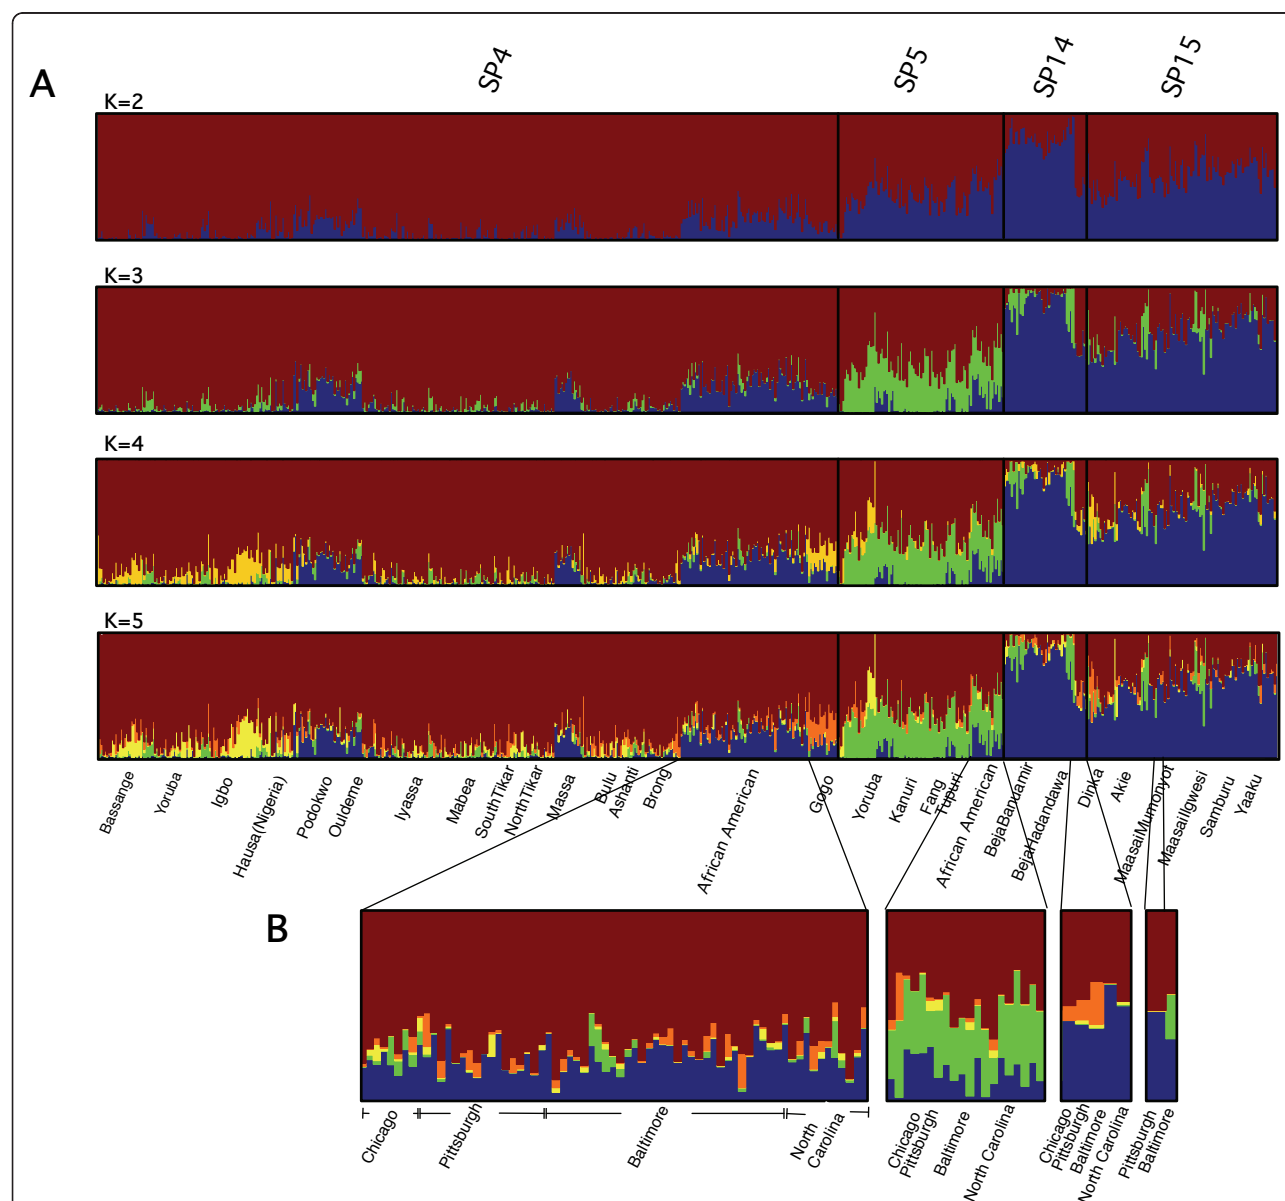 A
SP4
SP5
SP14
SP15
K=2
K=3
K=4
K=5
Bassange
Yoruba
Igbo
Hausa(Nigeria)
Podokwo
Ouldeme
Iyassa
Mabea
SouthTikar
NorthTikar
Massa
Bulu
Ashanti
Brong
African American
Gogo
Yoruba
Kanuri
Fang
Tupuri
African American
BejaBanuamir
BejaHadandawa
Dinka
Akie
MaasaiMumonyot
MaasaiIlgwesi
Samburu
Yaaku
B
Chicago
Pittsburgh
Baltimore
North
Carolina
Chicago
Pittsburgh
Baltimore
North Carolina
Chicago
Pittsburgh
Baltimore
North Carolina
Pittsburgh
Baltimore